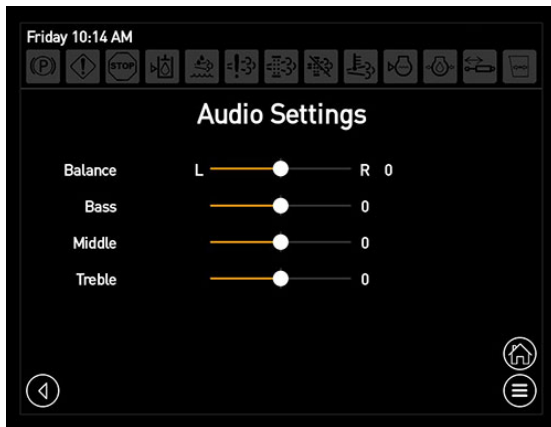 Friday 10:14 AM
(P) STOP
Audio Settings
Balance L R 0
Bass 0
Middle 0
Treble 0